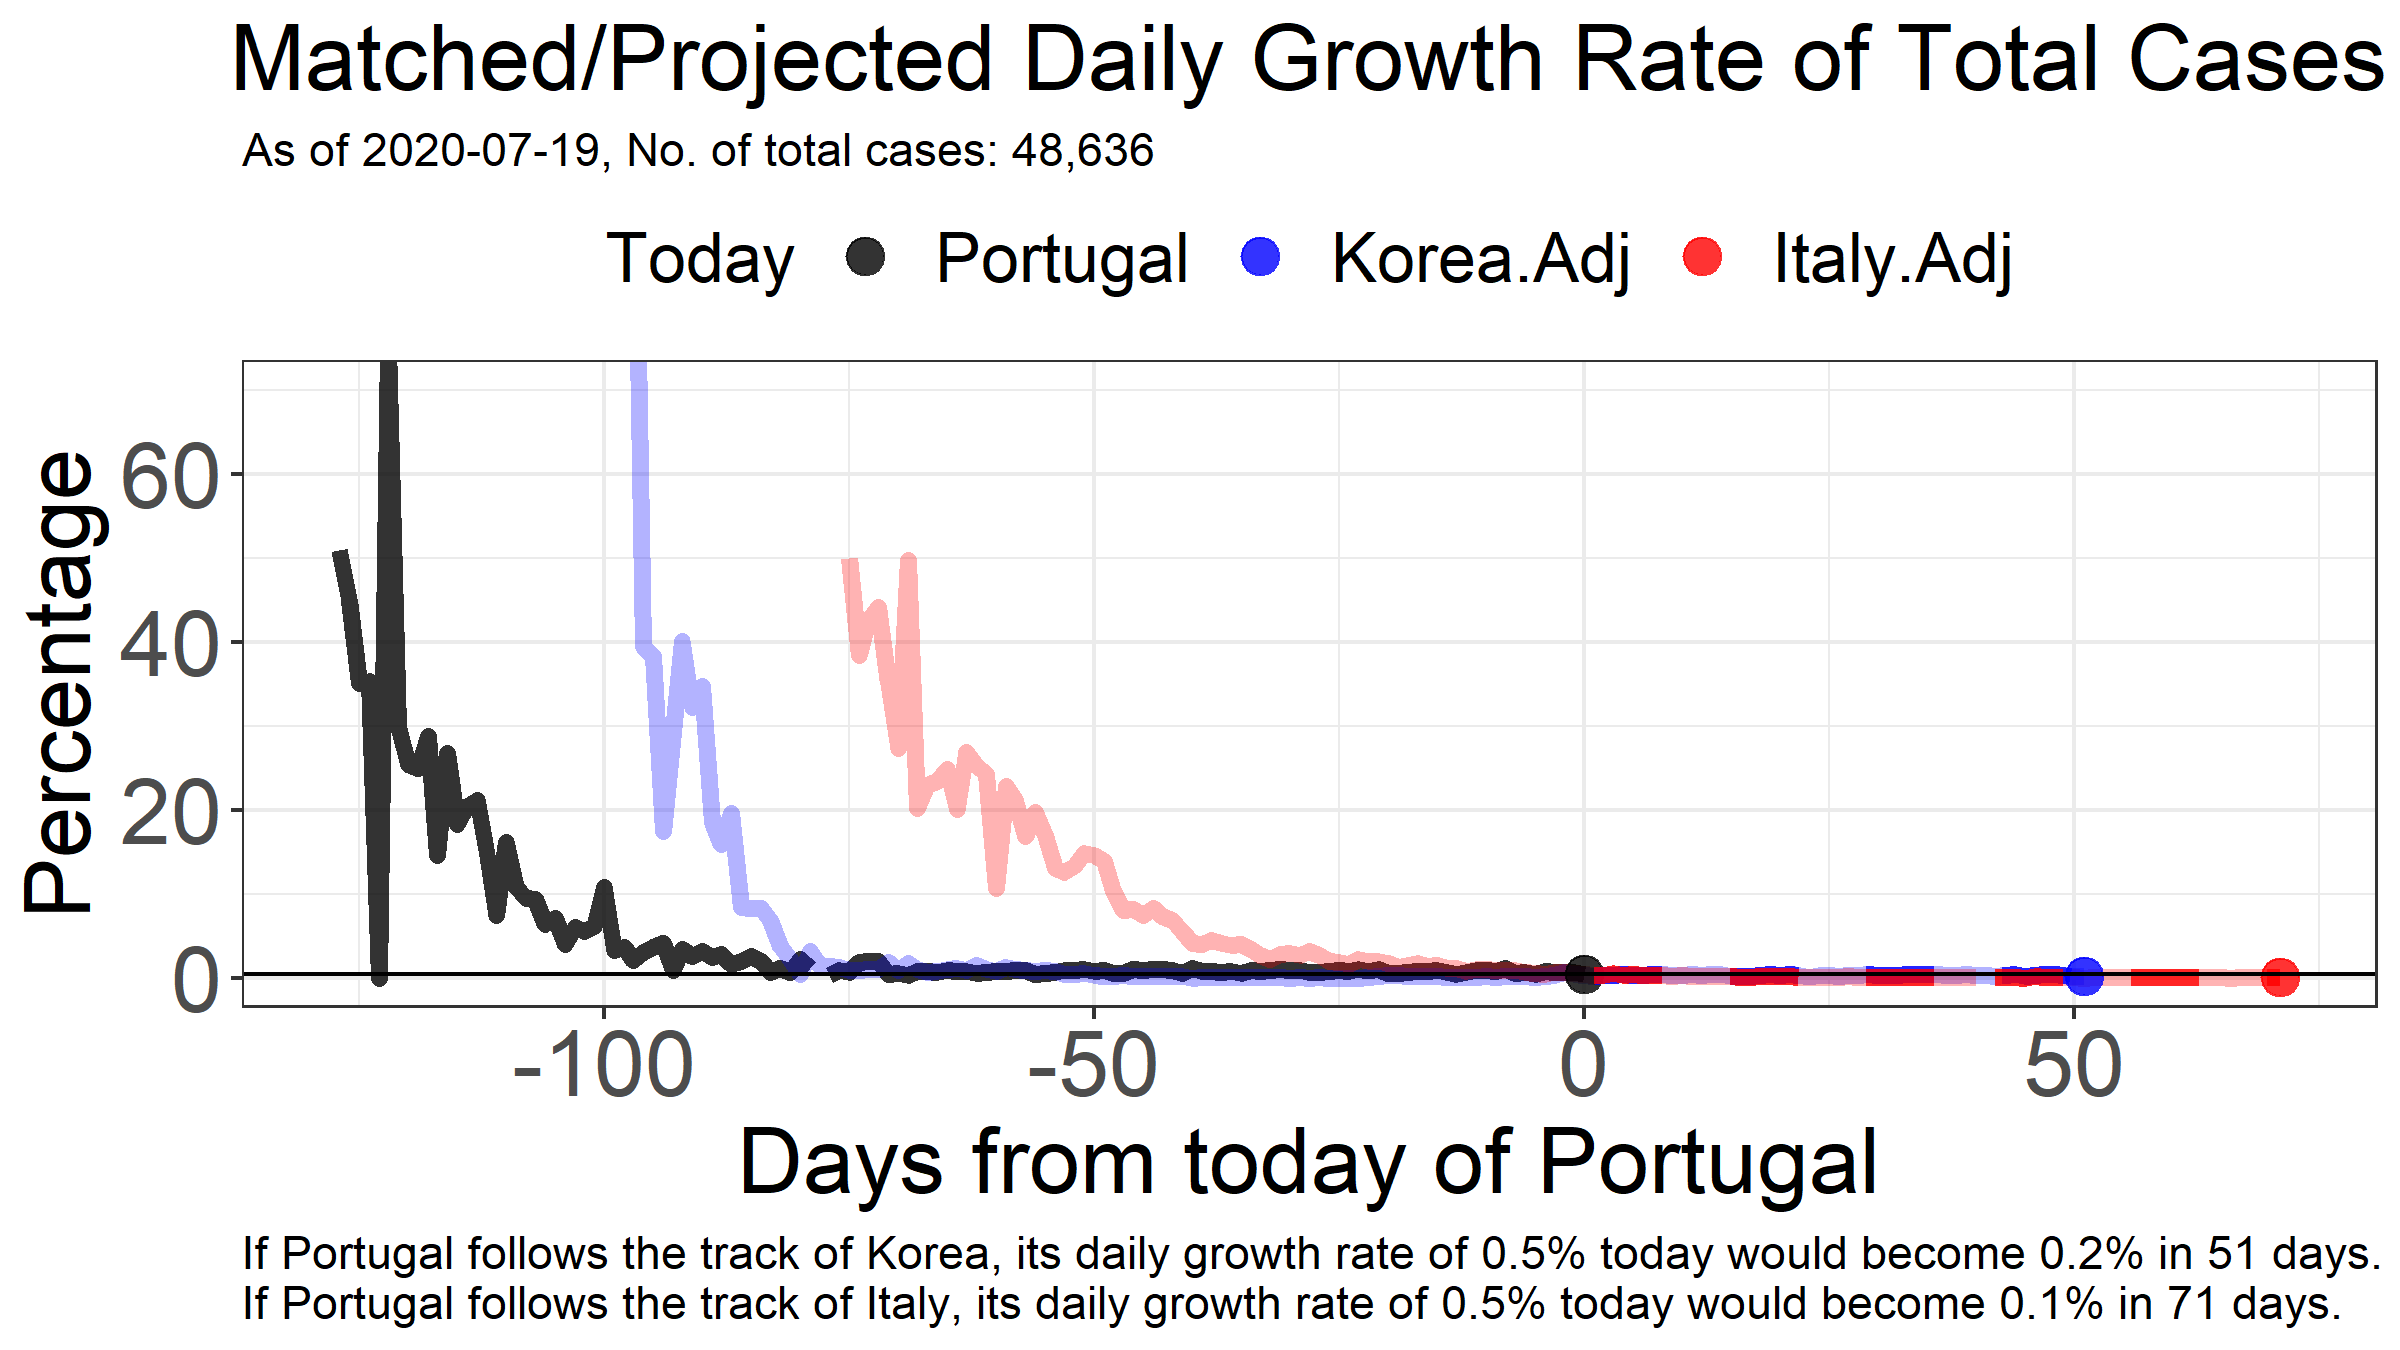 Matched/Projected Daily Growth Rate of Total Cases
As of 2020-07-19, No. of total cases: 48,636
Today Portugal Korea.Adj Italy.Adj
Percentage
60
40
20
0
-100 -50 0 50
Days from today of Portugal
If Portugal follows the track of Korea, its daily growth rate of 0.5% today would become 0.2% in 51 days.
If Portugal follows the track of Italy, its daily growth rate of 0.5% today would become 0.1% in 71 days.